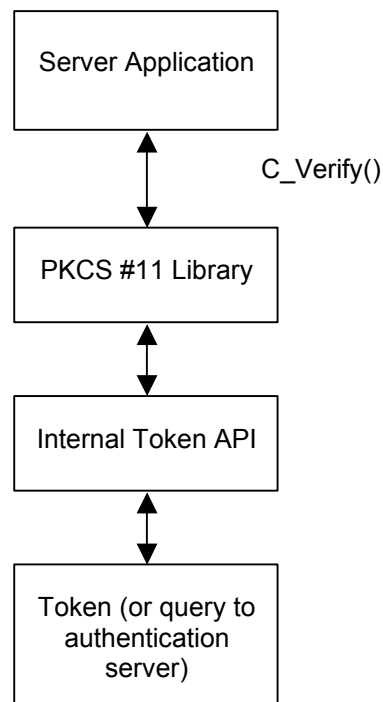 Server Application
C_Verify()
PKCS #11 Library
Internal Token API
Token (or query to
authentication
server)